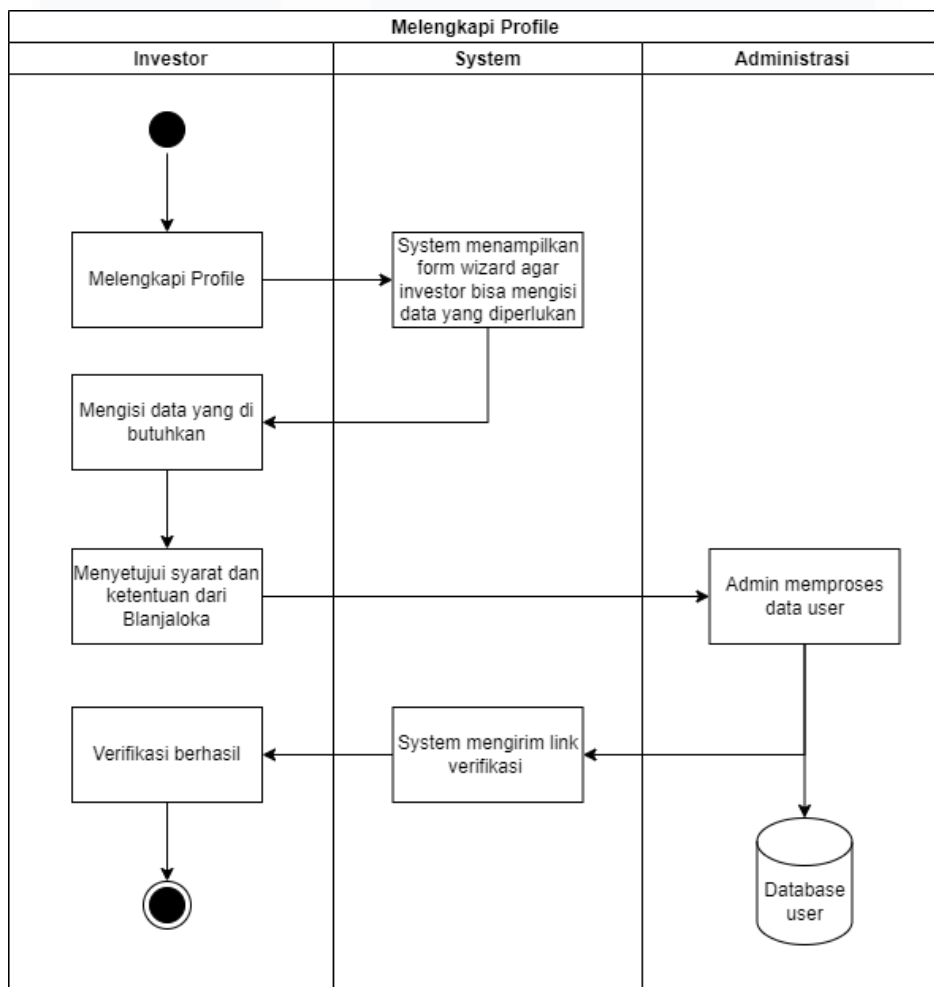 Melengkapi Profile
Investor
System
Administrasi
Melengkapi Profile
System menampilkan
form wizard agar
investor bisa mengisi
data yang diperlukan
Mengisi data yang di
butuhkan
Menyetujui syarat dan
ketentuan dari
Blanjaloka
Admin memproses
data user
Verifikasi berhasil
System mengirim link
verifikasi
Database
user